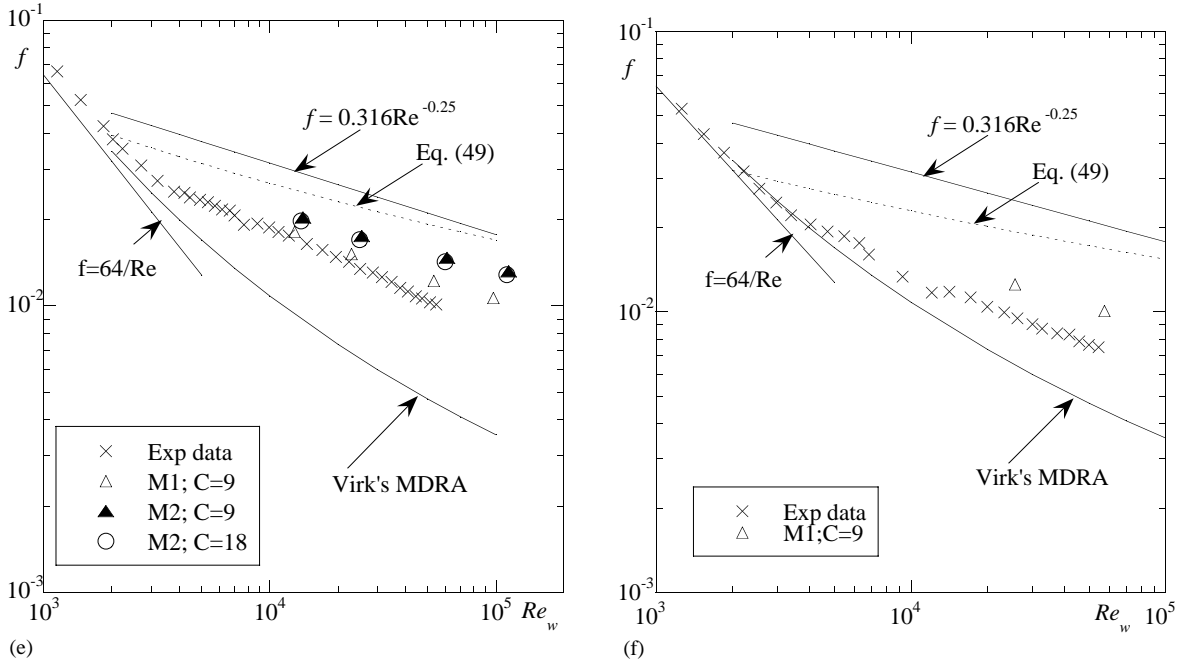 10^-1
f
f = 0.316Re^-0.25
Eq. (49)
f=64/Re
10^-2
Virk's MDRA
Exp data
M1; C=9
M2; C=9
M2; C=18
10^-3
10^3
10^4
10^5
Re_w
(e)
10^-1
f
f = 0.316Re^-0.25
Eq. (49)
f=64/Re
10^-2
Virk's MDRA
Exp data
M1;C=9
10^-3
10^3
10^4
Re_w
10^5
(f)